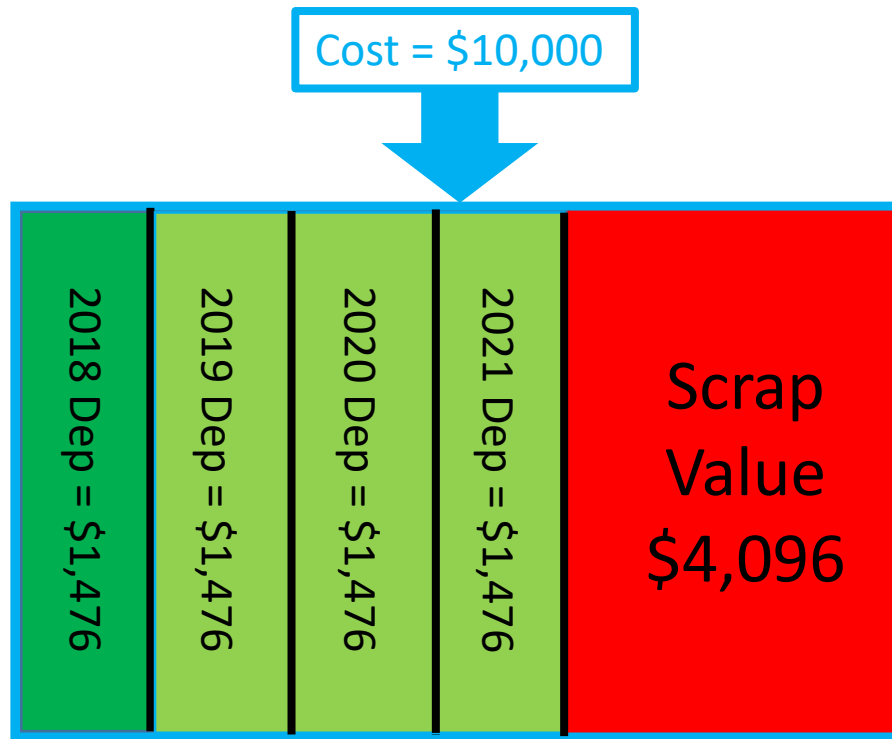 Cost = $10,000
2018 Dep = $1,476
2019 Dep = $1,476
2020 Dep = $1,476
2021 Dep = $1,476
Scrap
Value
$4,096